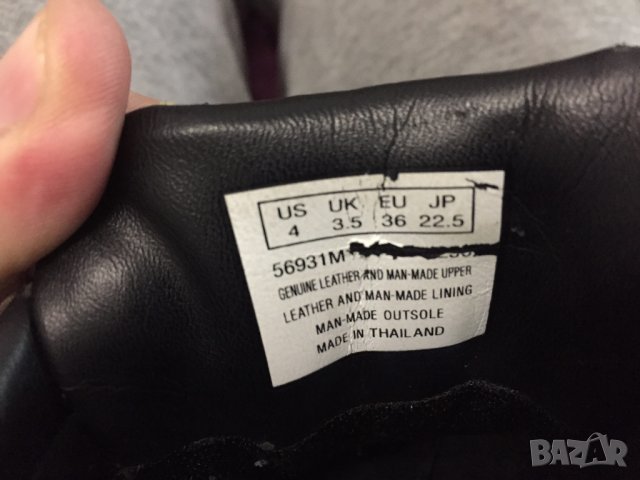 US UK EU JP
4 3.5 36 22.5
56931M
GENUINE LEATHER AND MAN-MADE UPPER
LEATHER AND MAN-MADE LINING
MAN-MADE OUTSOLE
MADE IN THAILAND
BAZAR